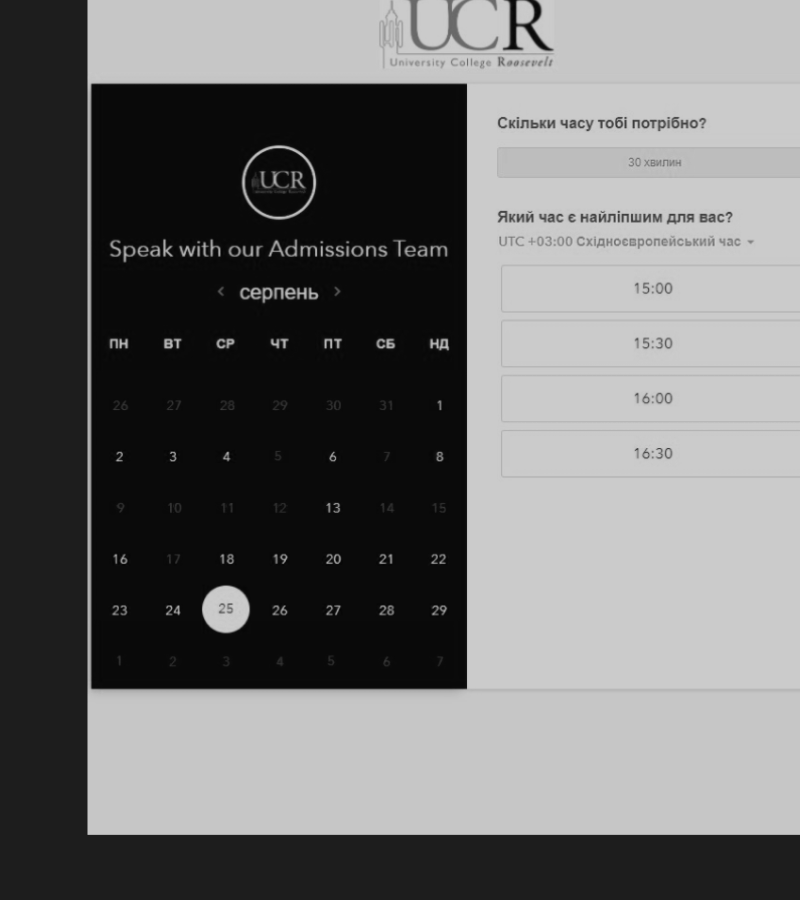 UCR
University College Roosevelt
UCR
Speak with our Admissions Team
< серпень >
ПН ВТ СР ЧТ ПТ СБ НД
26 27 28 29 30 31 1
2 3 4 5 6 7 8
9 10 11 12 13 14 15
16 17 18 19 20 21 22
23 24 25 26 27 28 29
1 2 3 4 5 6 7
Скільки часу тобі потрібно?
30 хвилин
Який час є найліпшим для вас?
UTC +03:00 Східноєвропейський час
15:00
15:30
16:00
16:30